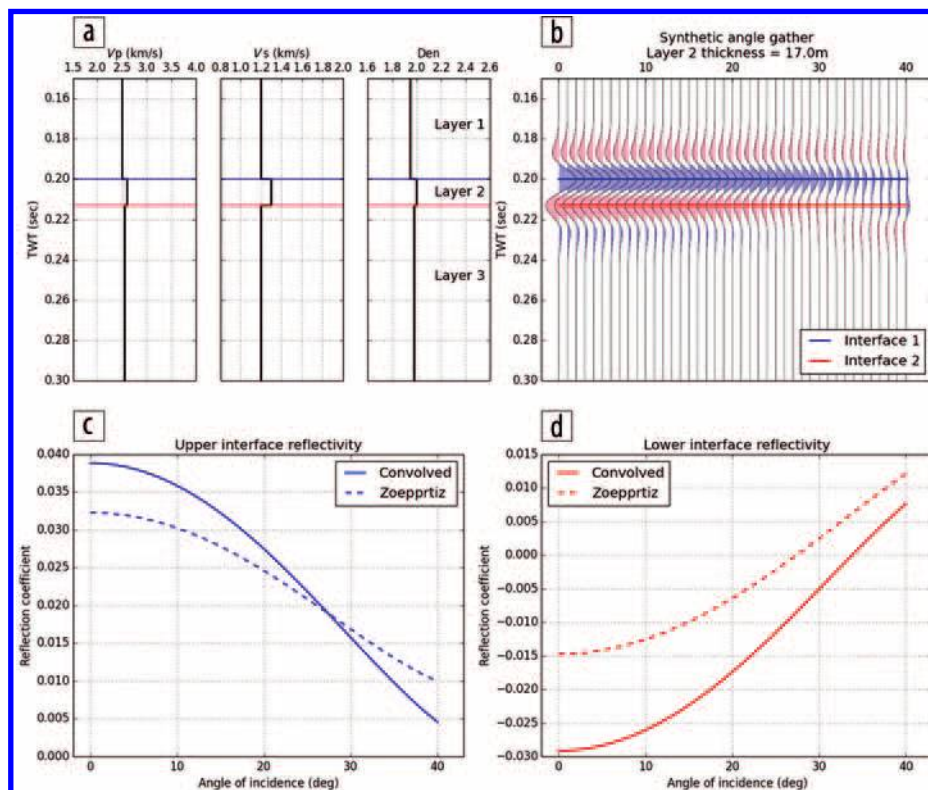 a
Vp (km/s)
1.5 2.0 2.5 3.0 3.5 4.0
Vs (km/s)
0.8 1.0 1.2 1.4 1.6 1.8 2.0
Den
1.6 1.8 2.0 2.2 2.4 2.6
TWT (sec)
0.16
0.18
0.20
0.22
0.24
0.26
0.28
0.30
Layer 1
Layer 2
Layer 3
b
Synthetic angle gather
Layer 2 thickness = 17.0m
0 10 20 30 40
TWT (sec)
0.16
0.18
0.20
0.22
0.24
0.26
0.28
0.30
Interface 1
Interface 2
c
Upper interface reflectivity
Convolved
Zoepprtiz
Reflection coefficient
0.040
0.035
0.030
0.025
0.020
0.015
0.010
0.005
0.000
0 10 20 30 40
Angle of incidence (deg)
d
Lower interface reflectivity
Convolved
Zoepprtiz
Reflection coefficient
0.015
0.010
0.005
0.000
−0.005
−0.010
−0.015
−0.020
−0.025
−0.030
0 10 20 30 40
Angle of incidence (deg)